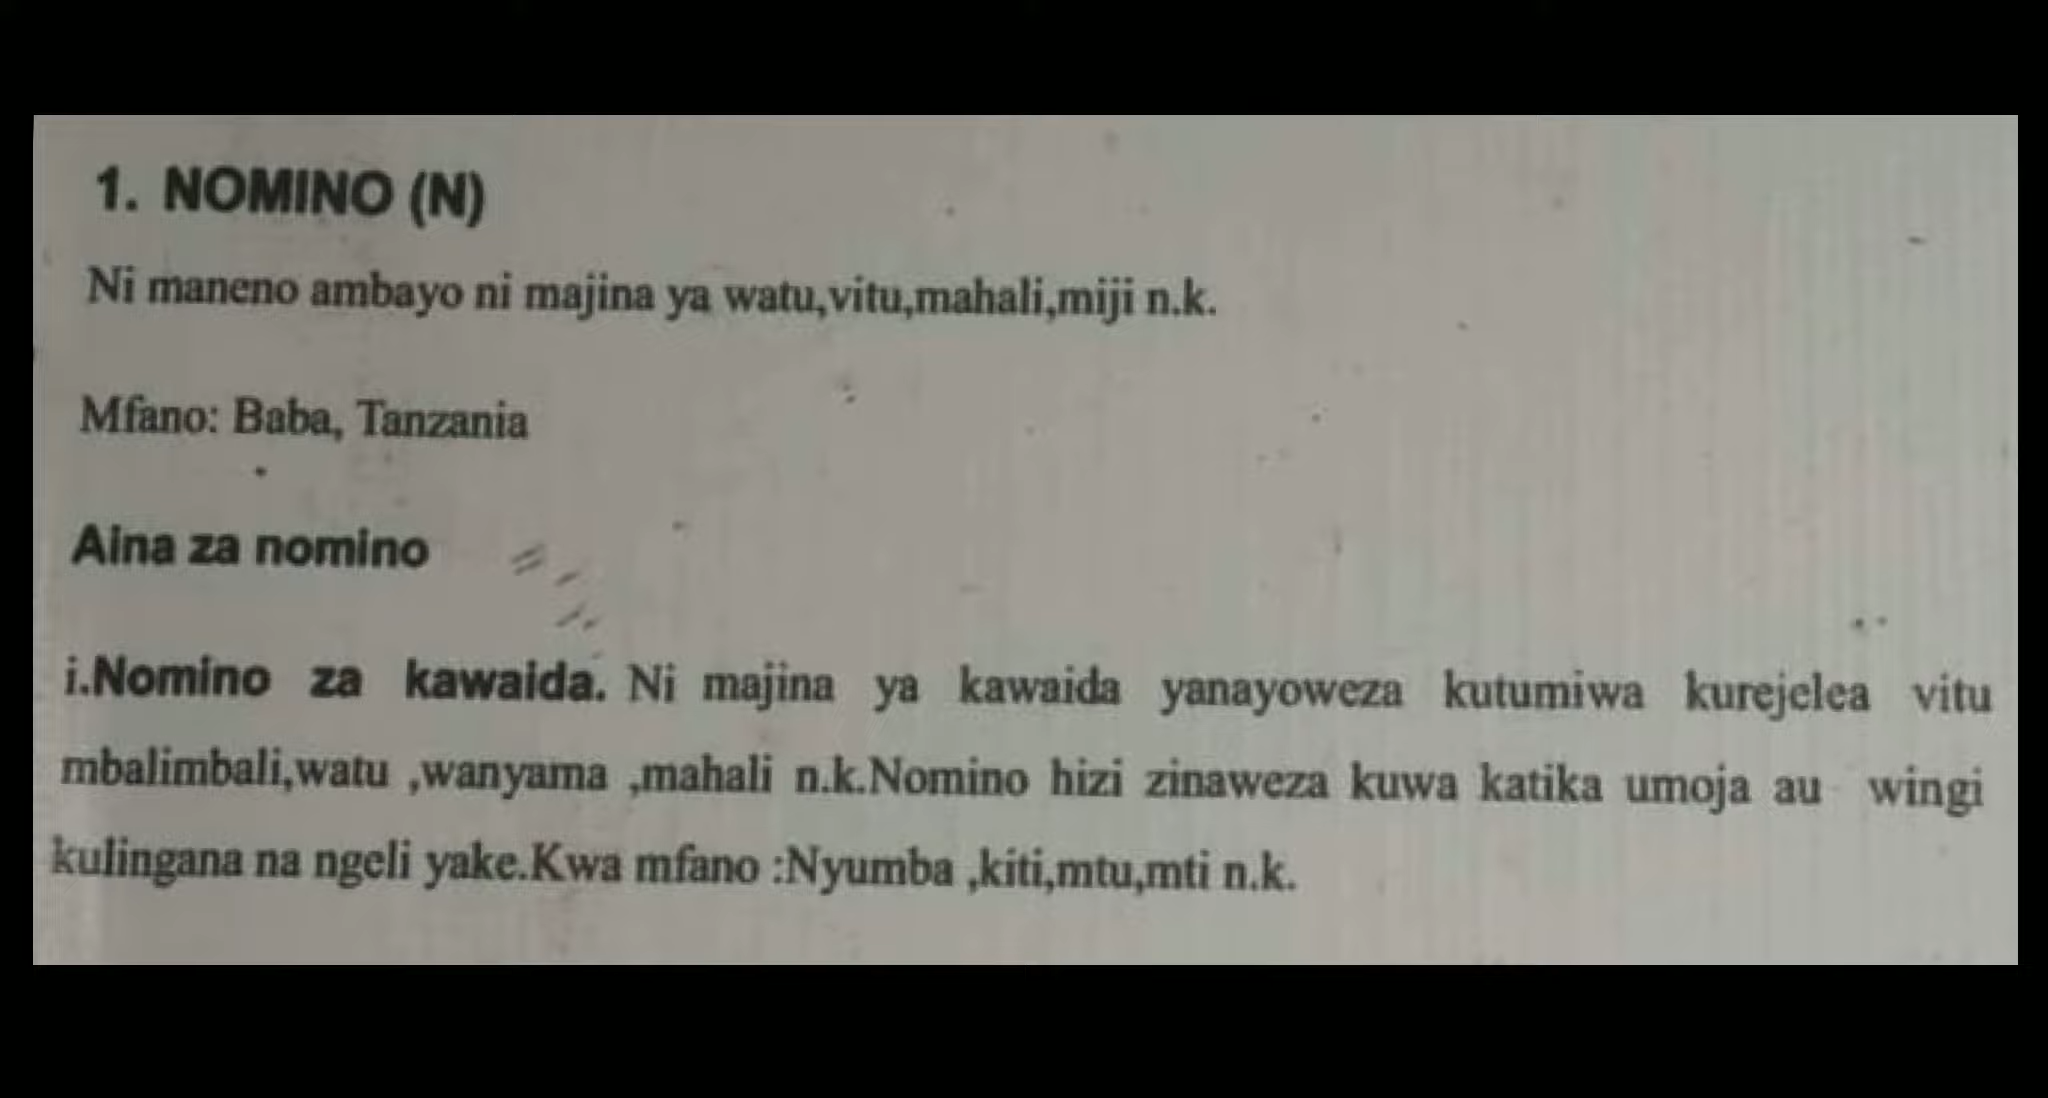 1. NOMINO (N)
Ni maneno ambayo ni majina ya watu,vitu,mahali,miji n.k.
Mfano: Baba, Tanzania
Aina za nomino
i.Nomino za kawaida. Ni majina ya kawaida yanayoweza kutumiwa kurejelea vitu
mbalimbali,watu ,wanyama ,mahali n.k.Nomino hizi zinaweza kuwa katika umoja au wingi
kulingana na ngeli yake.Kwa mfano :Nyumba ,kiti,mtu,mti n.k.